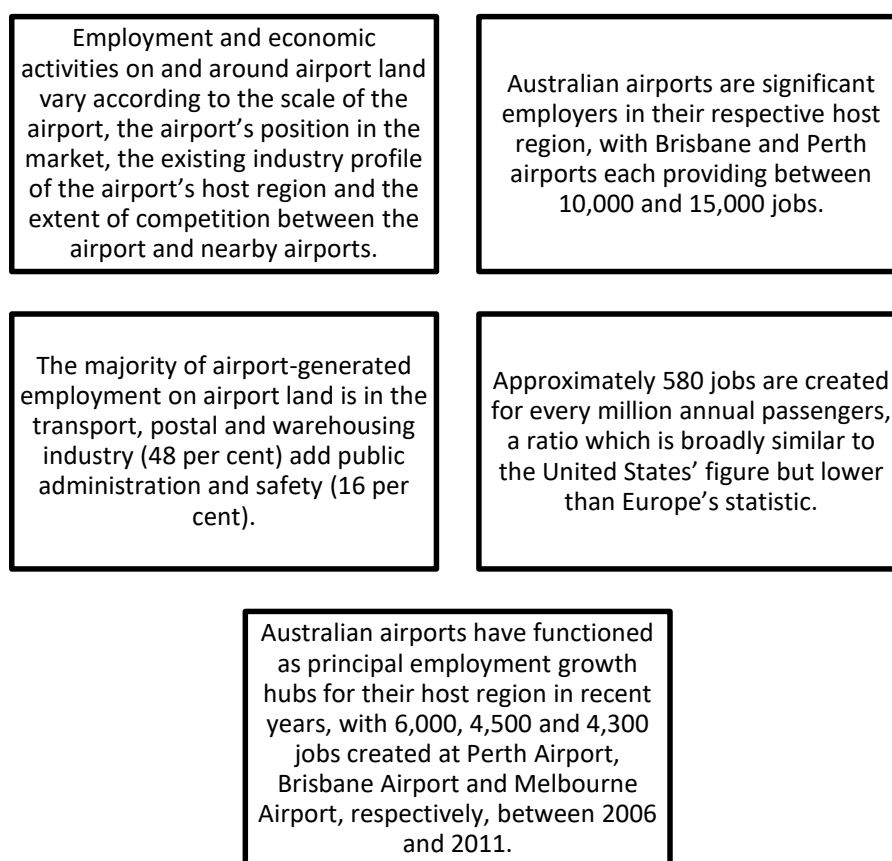 Employment and economic
activities on and around airport land
vary according to the scale of the
airport, the airport’s position in the
market, the existing industry profile
of the airport’s host region and the
extent of competition between the
airport and nearby airports.
Australian airports are significant
employers in their respective host
region, with Brisbane and Perth
airports each providing between
10,000 and 15,000 jobs.
The majority of airport-generated
employment on airport land is in the
transport, postal and warehousing
industry (48 per cent) add public
administration and safety (16 per
cent).
Approximately 580 jobs are created
for every million annual passengers,
a ratio which is broadly similar to
the United States’ figure but lower
than Europe’s statistic.
Australian airports have functioned
as principal employment growth
hubs for their host region in recent
years, with 6,000, 4,500 and 4,300
jobs created at Perth Airport,
Brisbane Airport and Melbourne
Airport, respectively, between 2006
and 2011.